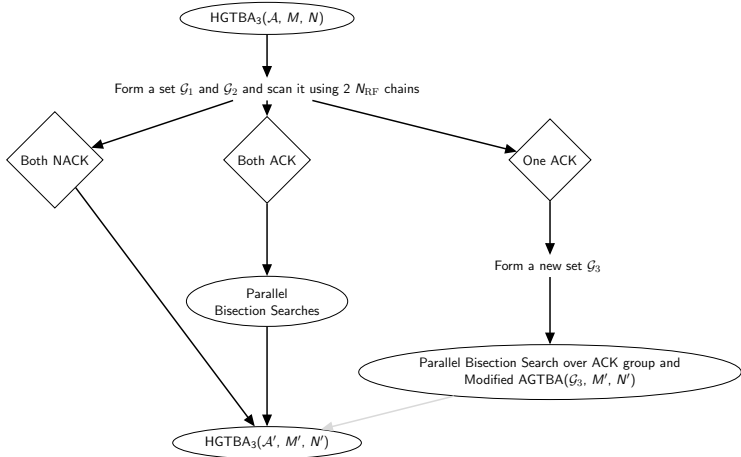 HGTBA₃(𝒜, M, N)
Form a set 𝒢₁ and 𝒢₂ and scan it using 2 N_RF chains
Both NACK
Both ACK
One ACK
Form a new set 𝒢₃
Parallel
Bisection Searches
Parallel Bisection Search over ACK group and
Modified AGTBA(𝒢₃, M′, N′)
HGTBA₃(𝒜′, M′, N′)